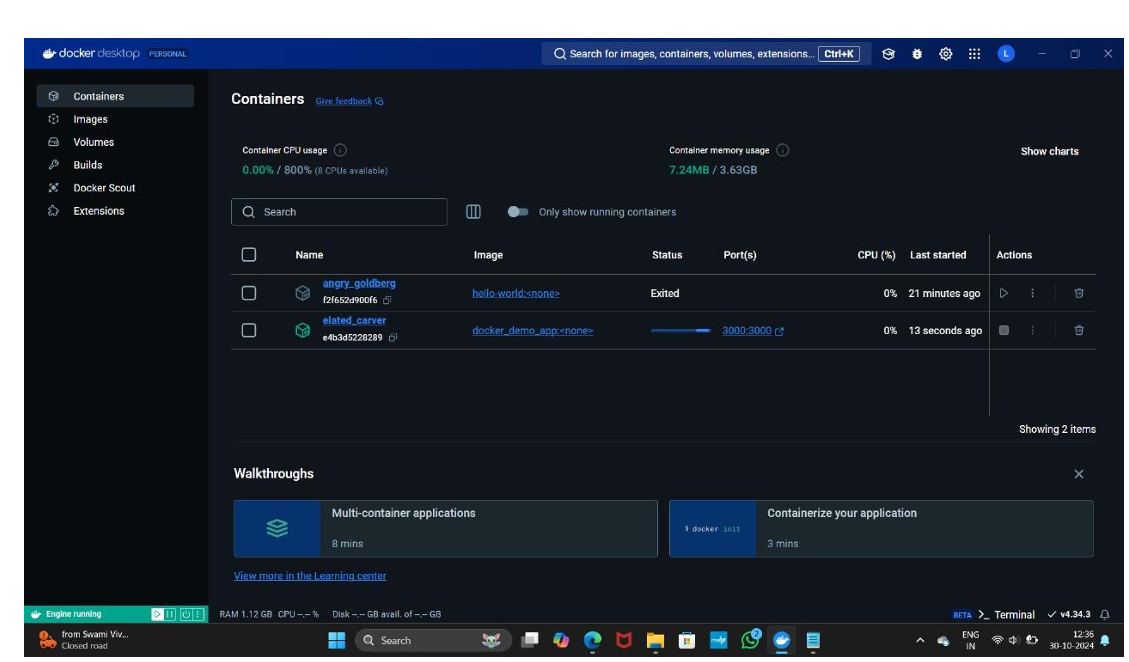 docker desktop PERSONAL
Search for images, containers, volumes, extensions... Ctrl+K
L
Containers
Images
Volumes
Builds
Docker Scout
Extensions
Containers Give feedback
Container CPU usage
0.00% / 800% (8 CPUs available)
Container memory usage
7.24MB / 3.63GB
Show charts
Search
Only show running containers
Name Image Status Port(s) CPU (%) Last started Actions
angry_goldberg
f2f652d900f6
hello-world:<none> Exited 0% 21 minutes ago
elated_carver
e4b3d5228289
docker_demo_app:<none> 3000:3000 0% 13 seconds ago
Showing 2 items
Walkthroughs
Multi-container applications
8 mins
$ docker init
Containerize your application
3 mins
View more in the Learning center
Engine running RAM 1.12 GB CPU --.-- % Disk --.-- GB avail. of --.-- GB BETA >_ Terminal v4.34.3
from Swami Viv...
Closed road
Search
ENG
IN
12:36
30-10-2024